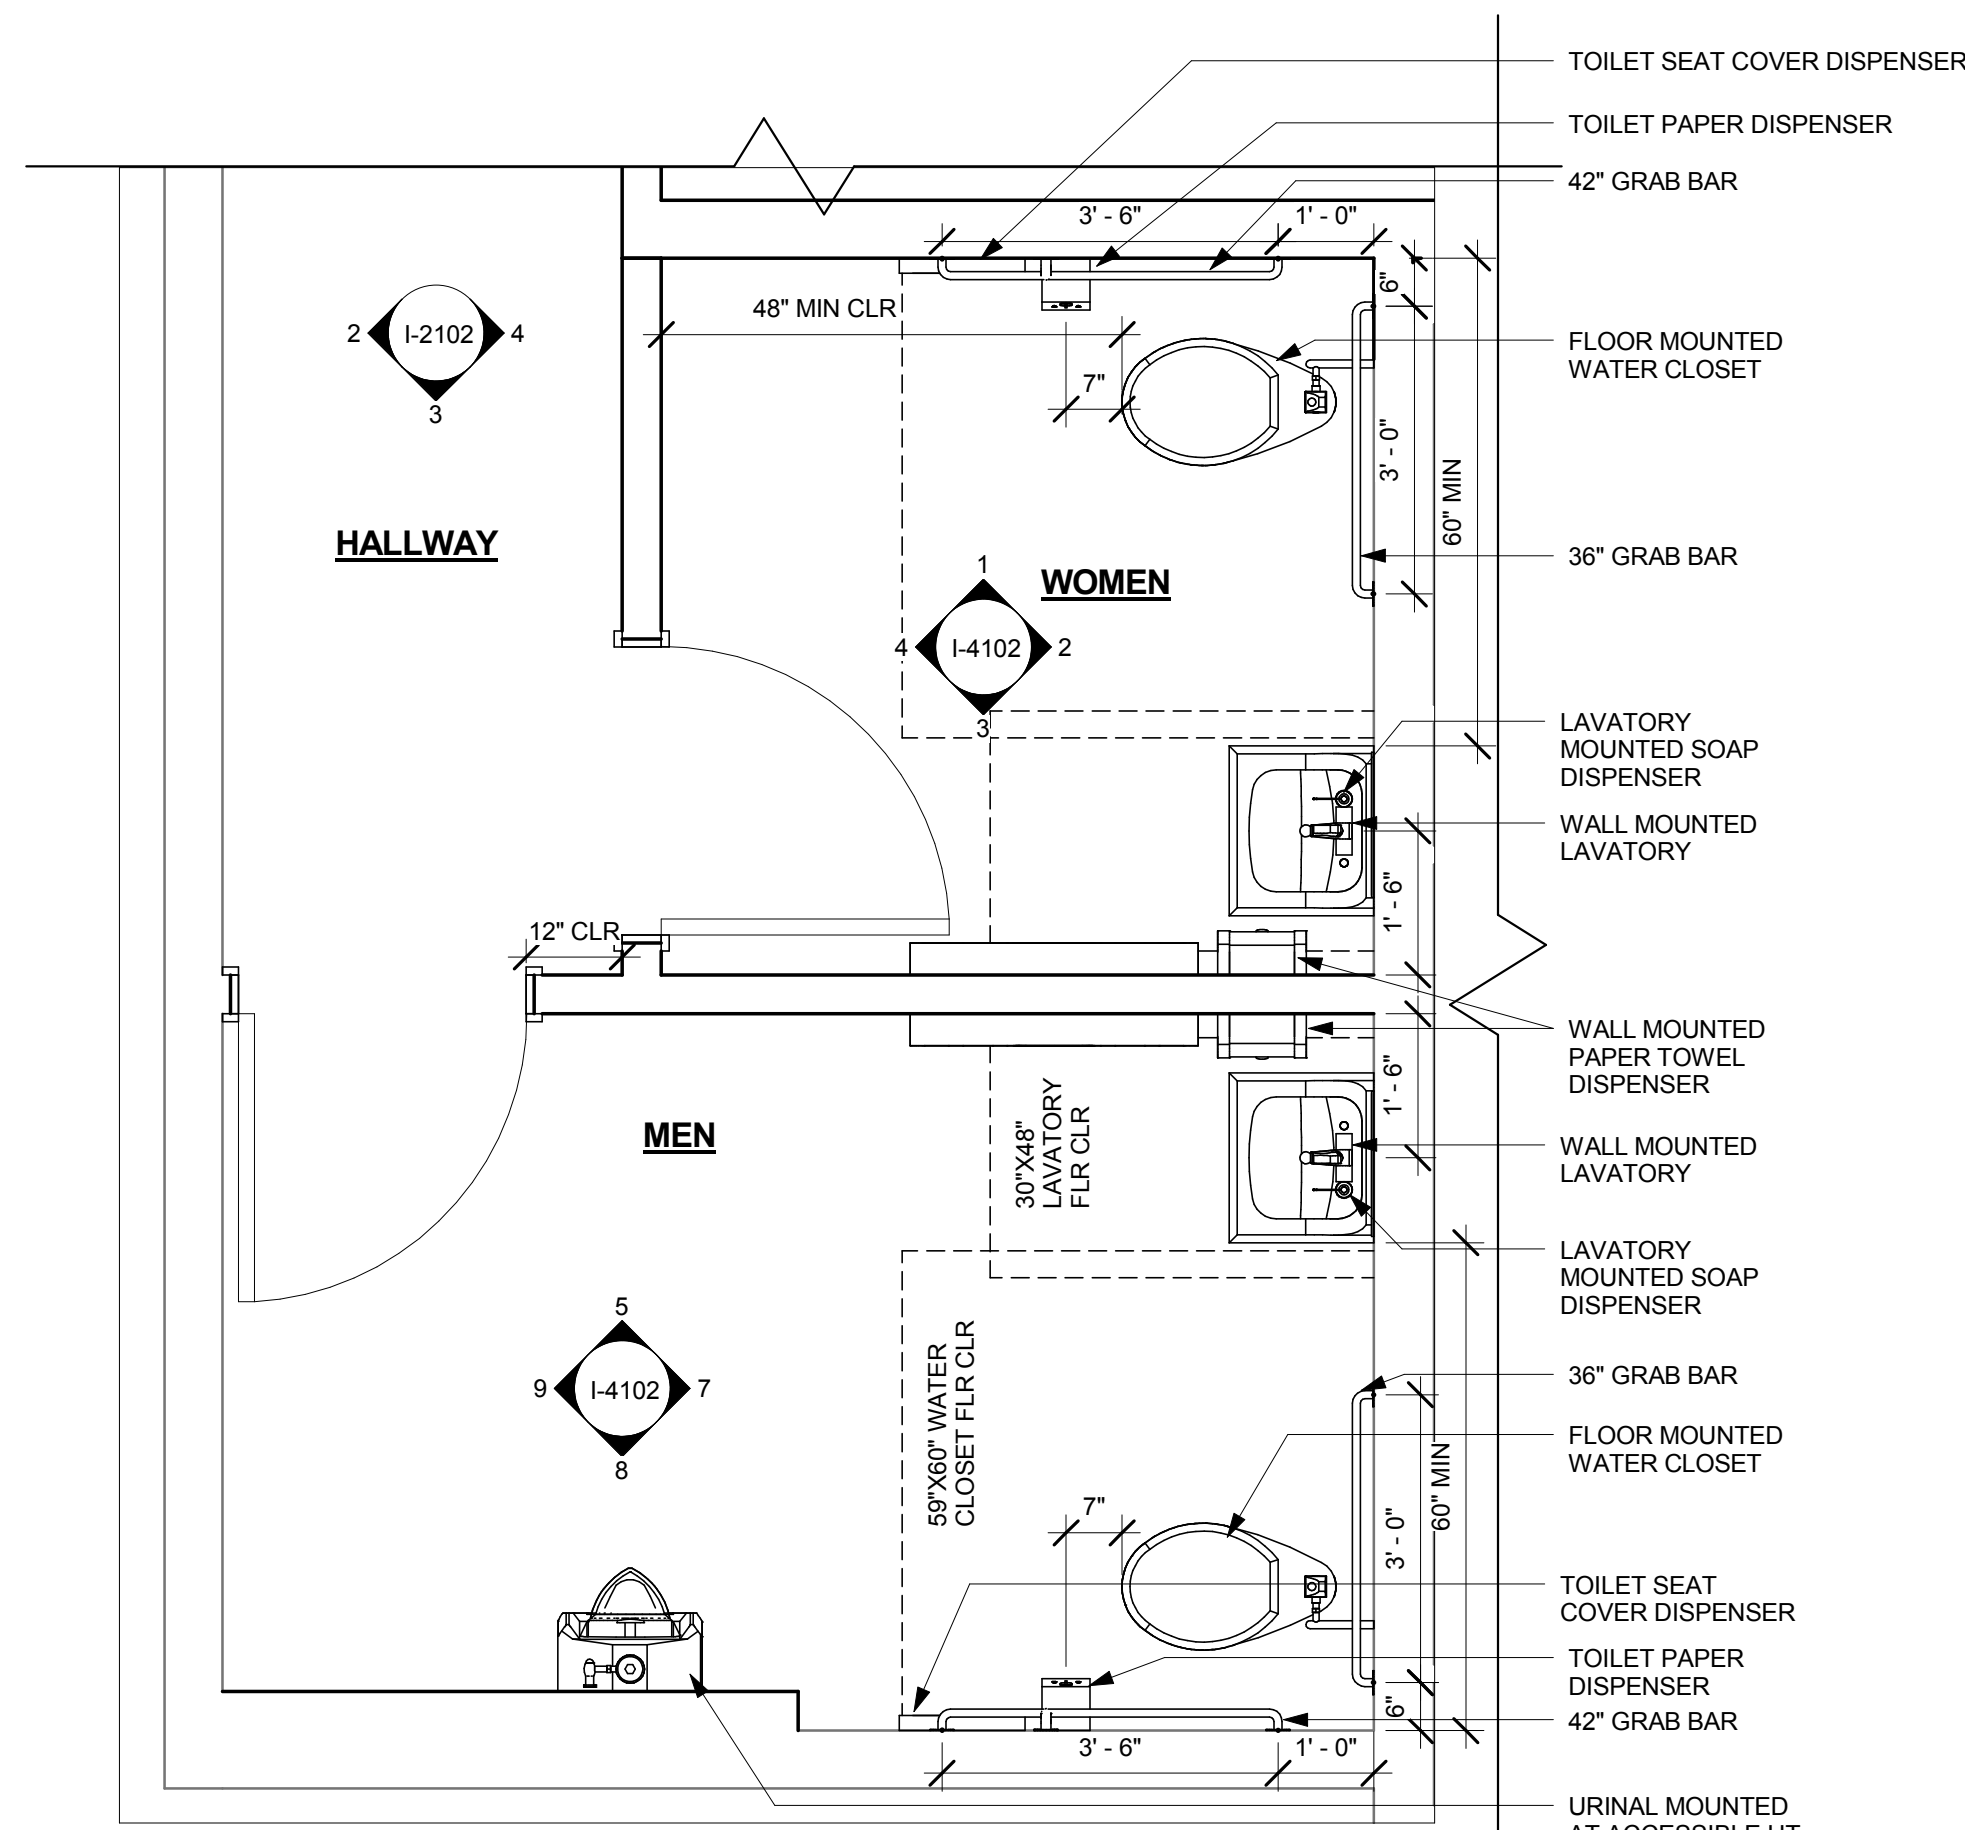 TOILET SEAT COVER DISPENSER
TOILET PAPER DISPENSER
42" GRAB BAR
3' - 6"
1' - 0"
6"
48" MIN CLR
2
I-2102
4
3
FLOOR MOUNTED
WATER CLOSET
7"
3' - 0"
60" MIN
HALLWAY
36" GRAB BAR
WOMEN
1
4
I-4102
2
3
LAVATORY
MOUNTED SOAP
DISPENSER
WALL MOUNTED
LAVATORY
1' - 6"
12" CLR
WALL MOUNTED
PAPER TOWEL
DISPENSER
1' - 6"
30"X48"
LAVATORY
FLR CLR
MEN
WALL MOUNTED
LAVATORY
LAVATORY
MOUNTED SOAP
DISPENSER
5
9
I-4102
7
8
59"X60" WATER
CLOSET FLR CLR
36" GRAB BAR
FLOOR MOUNTED
WATER CLOSET
60" MIN
7"
3' - 0"
TOILET SEAT
COVER DISPENSER
TOILET PAPER
DISPENSER
6"
42" GRAB BAR
3' - 6"
1' - 0"
URINAL MOUNTED
AT ACCESSIBLE HT